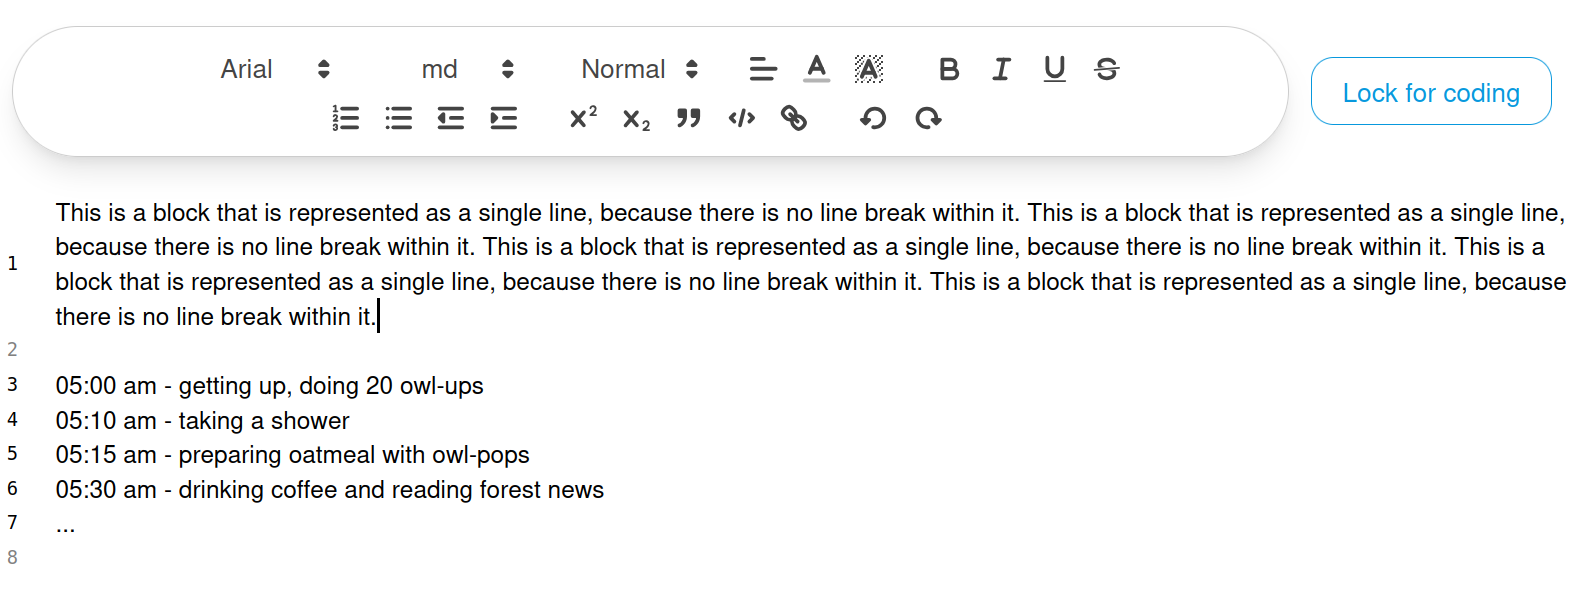 Arial md Normal
Lock for coding
This is a block that is represented as a single line, because there is no line break within it. This is a block that is represented as a single line,
because there is no line break within it. This is a block that is represented as a single line, because there is no line break within it. This is a
block that is represented as a single line, because there is no line break within it. This is a block that is represented as a single line, because
there is no line break within it.
1
2
3 05:00 am - getting up, doing 20 owl-ups
4 05:10 am - taking a shower
5 05:15 am - preparing oatmeal with owl-pops
6 05:30 am - drinking coffee and reading forest news
7 ...
8